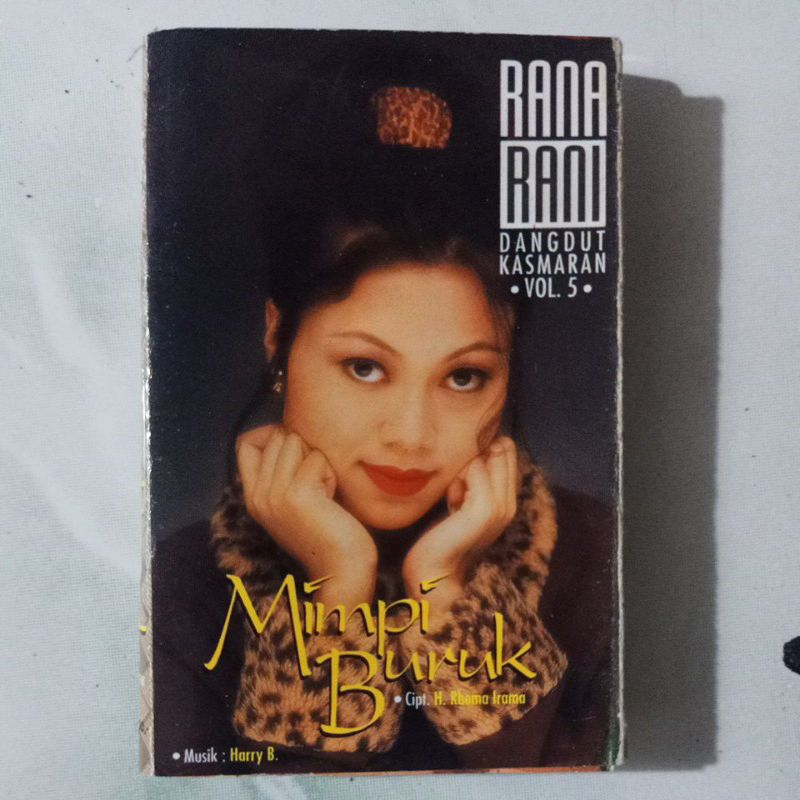 RANA
RANI
DANGDUT
KASMARAN
• VOL. 5 •
Mimpi
Buruk
• Cipt. H. Rhoma Irama
• Musik : Harry B.